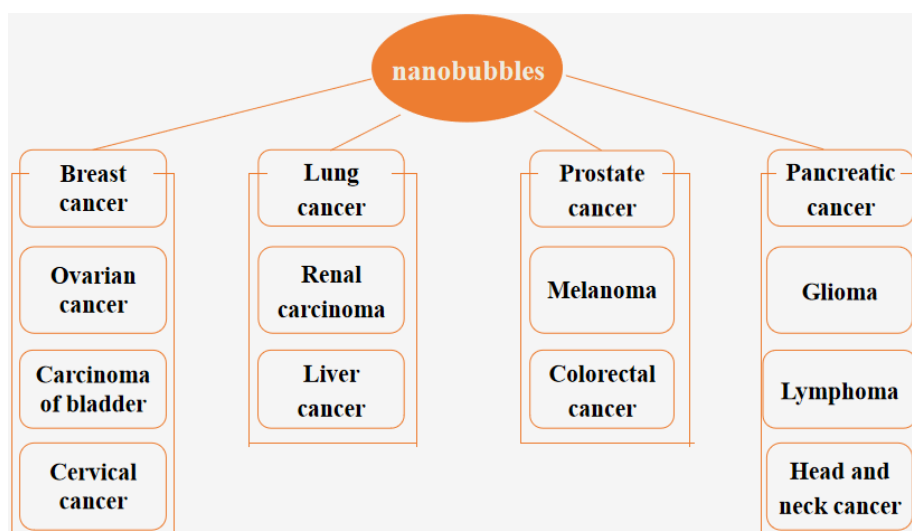 nanobubbles
Breast
cancer
Ovarian
cancer
Carcinoma
of bladder
Cervical
cancer
Lung
cancer
Renal
carcinoma
Liver
cancer
Prostate
cancer
Melanoma
Colorectal
cancer
Pancreatic
cancer
Glioma
Lymphoma
Head and
neck cancer